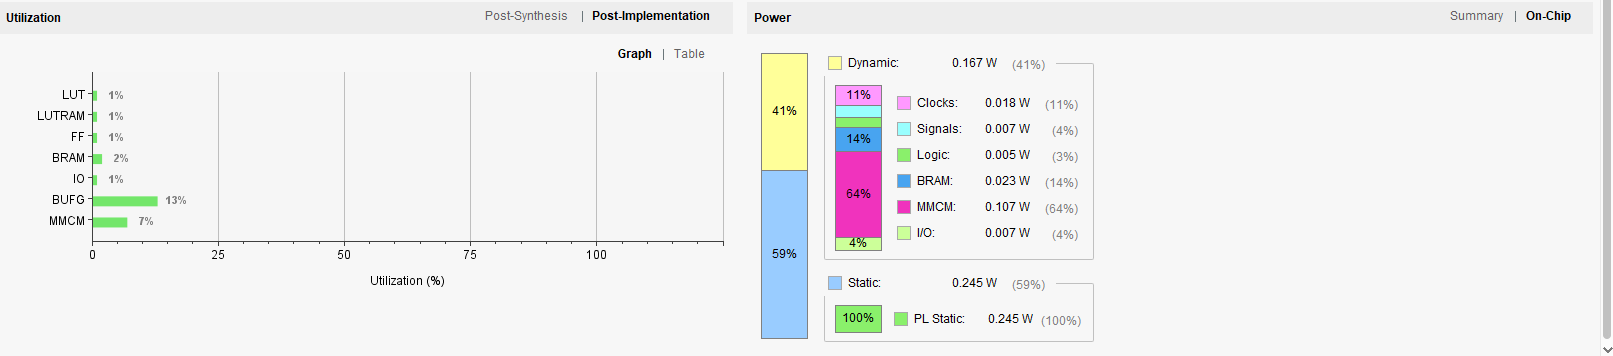 Utilization
Post-Synthesis | Post-Implementation
Graph | Table
LUT 1%
LUTRAM 1%
FF 1%
BRAM 2%
IO 1%
BUFG 13%
MMCM 7%
0 25 50 75 100
Utilization (%)
Power
Summary | On-Chip
41%
59%
Dynamic: 0.167 W (41%)
11%
14%
64%
4%
Clocks: 0.018 W (11%)
Signals: 0.007 W (4%)
Logic: 0.005 W (3%)
BRAM: 0.023 W (14%)
MMCM: 0.107 W (64%)
I/O: 0.007 W (4%)
Static: 0.245 W (59%)
100% PL Static: 0.245 W (100%)